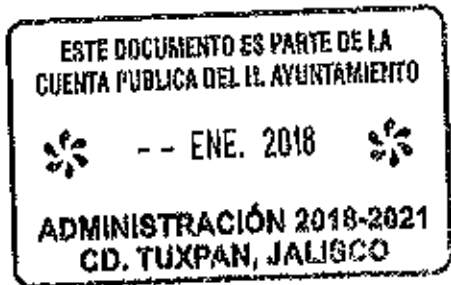 ESTE DOCUMENTO ES PARTE DE LA
CUENTA PUBLICA DEL H. AYUNTAMIENTO
-- ENE. 2018
ADMINISTRACIÓN 2018-2021
CD. TUXPAN, JALISCO